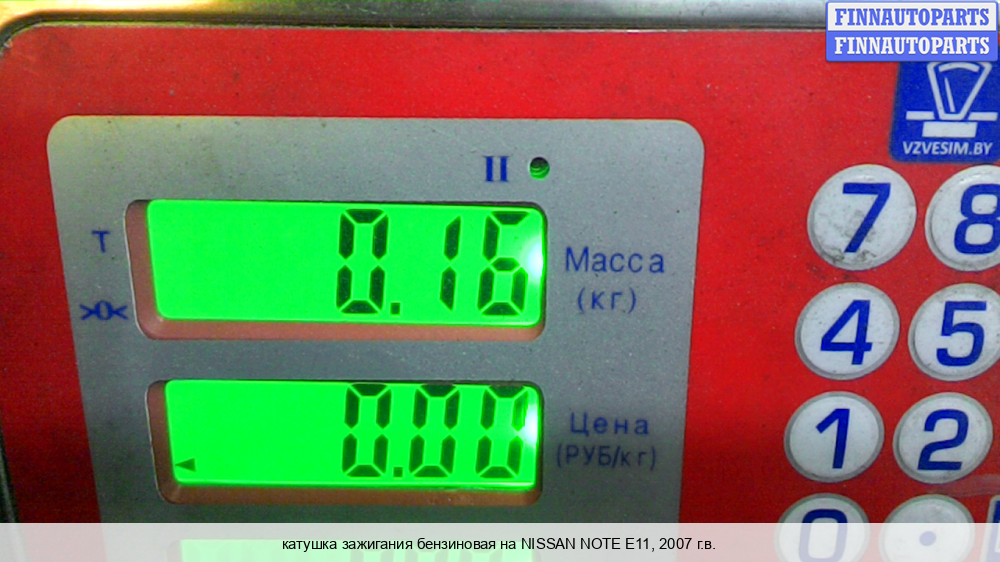 FINNAUTOPARTS
FINNAUTOPARTS
VZVESIM.BY
II
T
0.16
Масса
(кг)
>0<
7 8
4 5
0.00
Цена
(РУБ/кг)
1 2
0 .
катушка зажигания бензиновая на NISSAN NOTE E11, 2007 г.в.